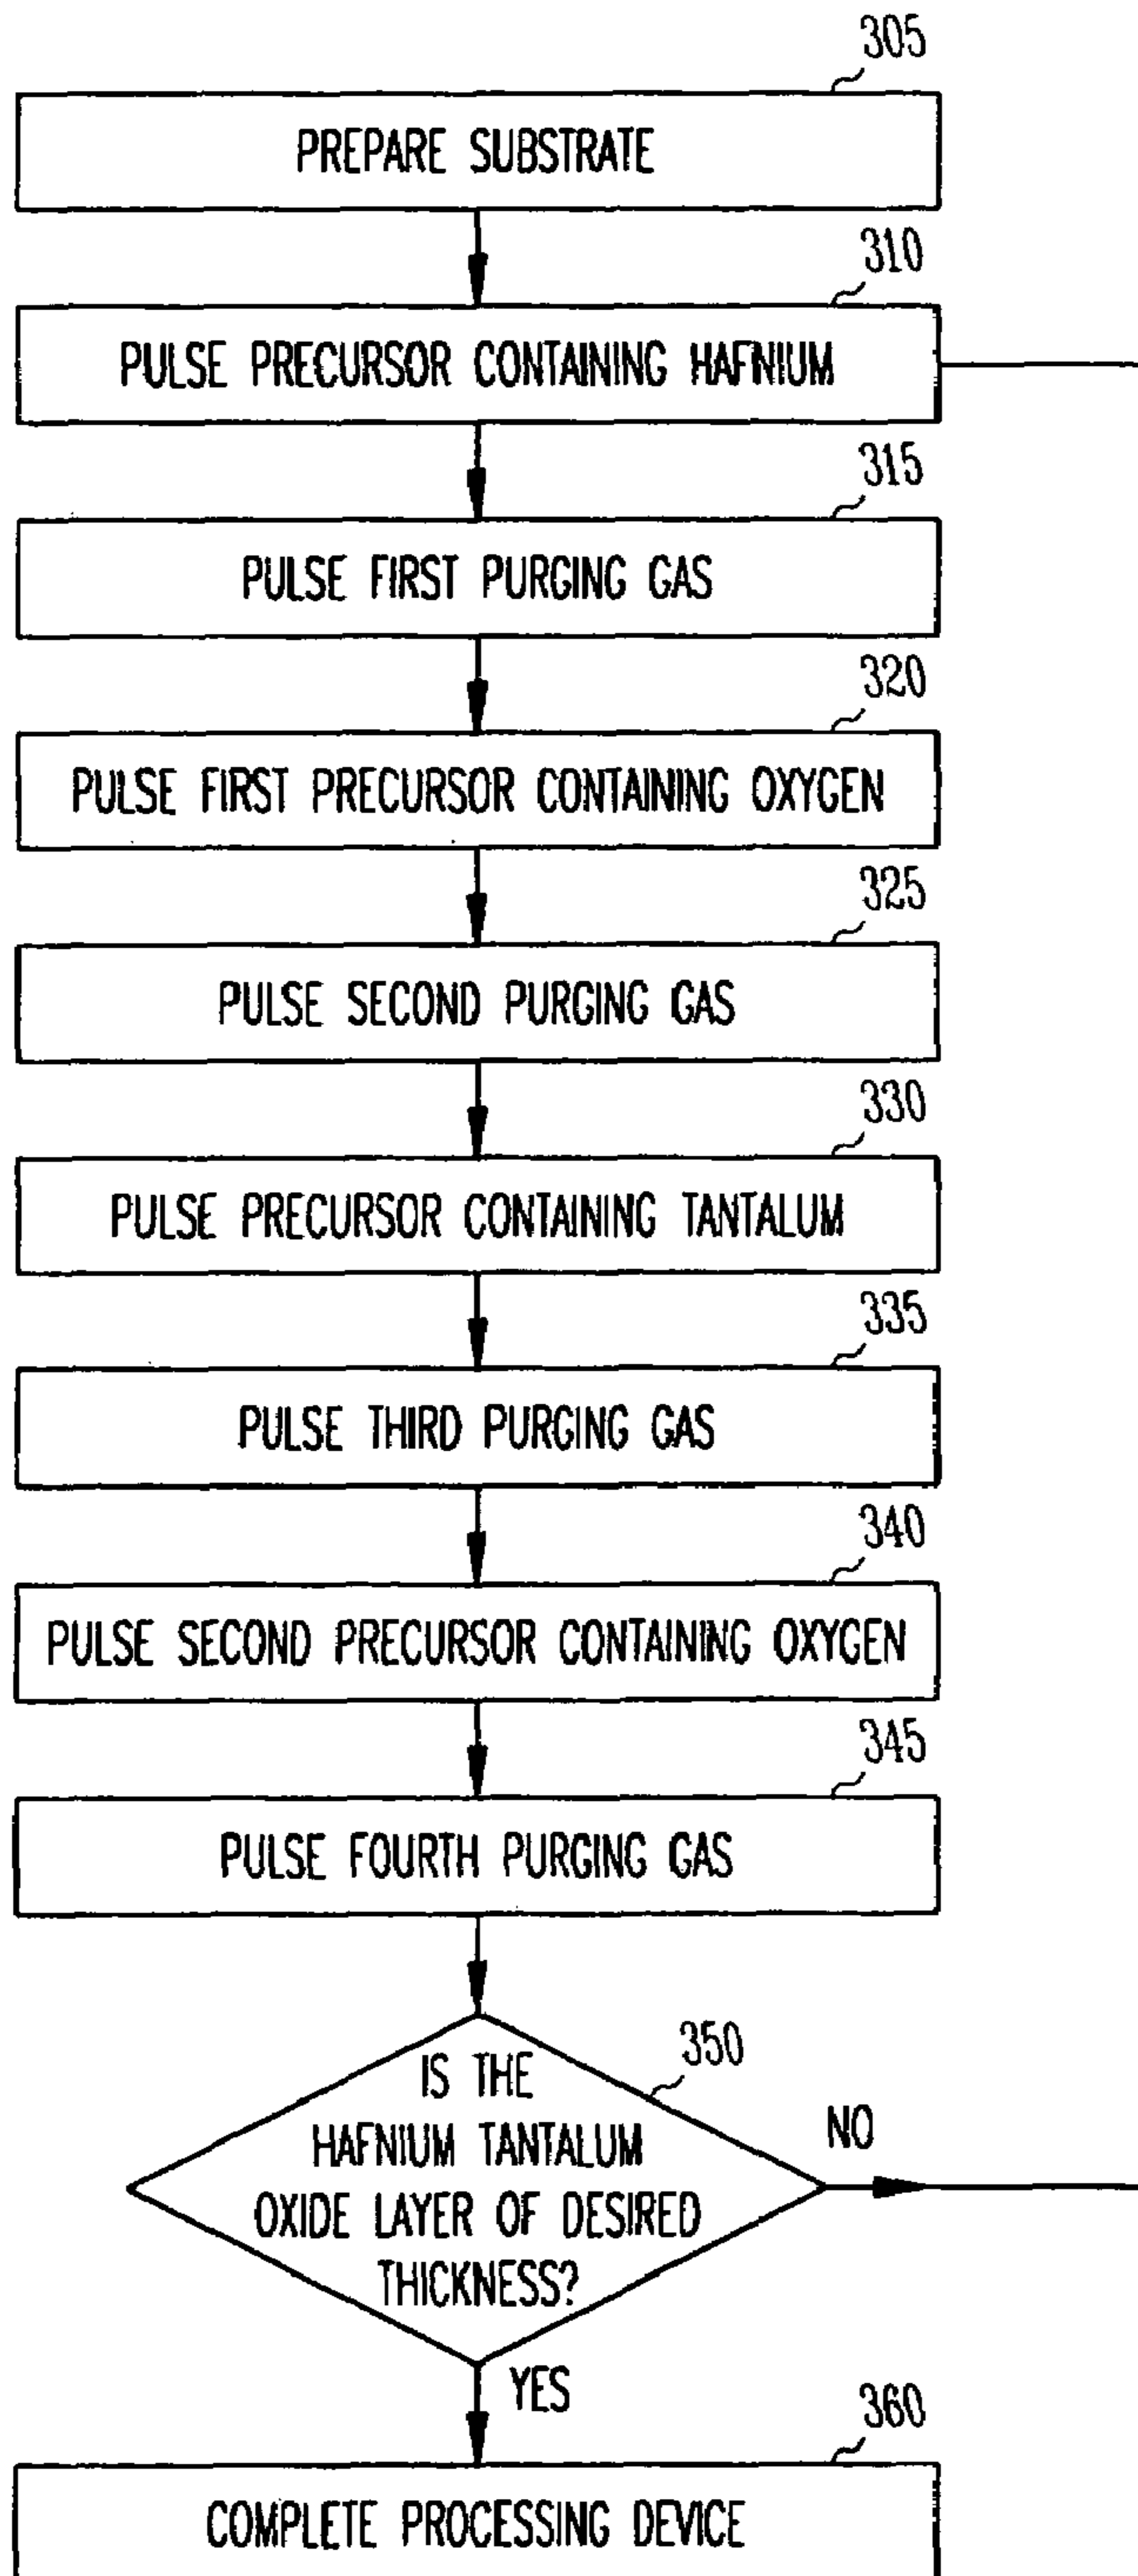 305
PREPARE SUBSTRATE
310
PULSE PRECURSOR CONTAINING HAFNIUM
315
PULSE FIRST PURGING GAS
320
PULSE FIRST PRECURSOR CONTAINING OXYGEN
325
PULSE SECOND PURGING GAS
330
PULSE PRECURSOR CONTAINING TANTALUM
335
PULSE THIRD PURGING GAS
340
PULSE SECOND PRECURSOR CONTAINING OXYGEN
345
PULSE FOURTH PURGING GAS
350
IS THE
HAFNIUM TANTALUM
OXIDE LAYER OF DESIRED
THICKNESS?
NO
YES
360
COMPLETE PROCESSING DEVICE